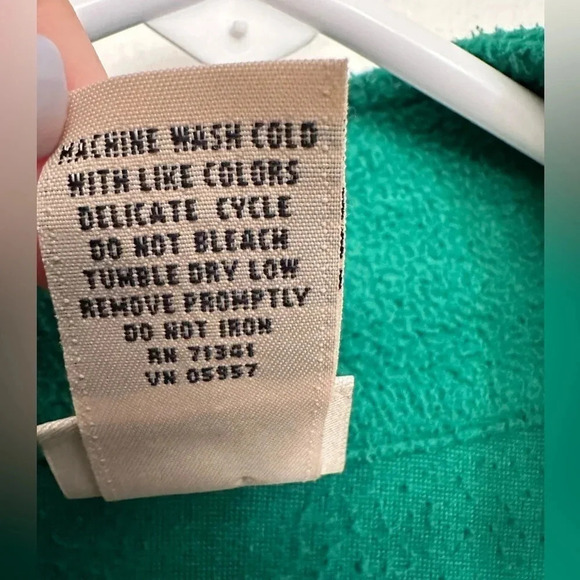 MACHINE WASH COLD
WITH LIKE COLORS
DELICATE CYCLE
DO NOT BLEACH
TUMBLE DRY LOW
REMOVE PROMPTLY
DO NOT IRON
RN 71341
VN 05957